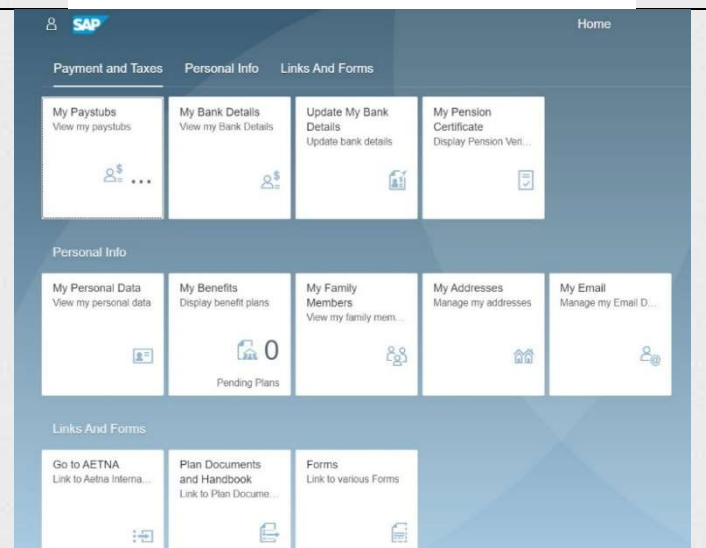 SAP
Home
Payment and Taxes Personal Info Links And Forms
My Paystubs
View my paystubs
$ ...
My Bank Details
View my Bank Details
$
Update My Bank
Details
Update bank details
$
My Pension
Certificate
Display Pension Veri...
Personal Info
My Personal Data
View my personal data
My Benefits
Display benefit plans
0
Pending Plans
My Family
Members
View my family mem...
My Addresses
Manage my addresses
My Email
Manage my Email D...
@
Links And Forms
Go to AETNA
Link to Aetna Interna...
Plan Documents
and Handbook
Link to Plan Docume...
Forms
Link to various Forms